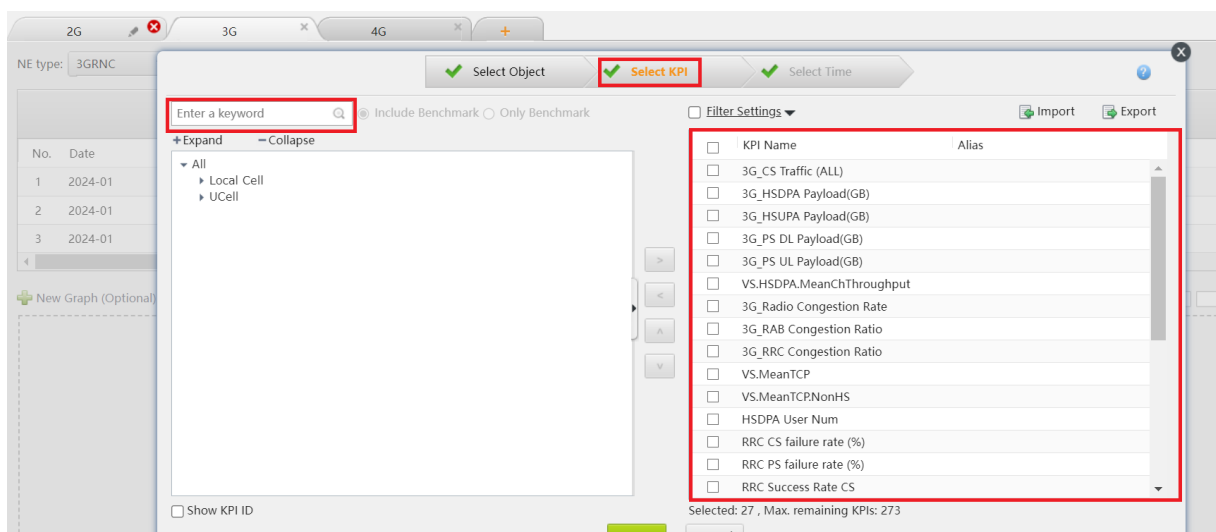 2G
3G
4G
NE type: 3GRNC
Select Object
Select KPI
Select Time
Enter a keyword
Include Benchmark
Only Benchmark
Filter Settings
Import
Export
+Expand
−Collapse
All
Local Cell
UCell
KPI Name Alias
3G_CS Traffic (ALL)
3G_HSDPA Payload(GB)
3G_HSUPA Payload(GB)
3G_PS DL Payload(GB)
3G_PS UL Payload(GB)
VS.HSDPA.MeanChThroughput
3G_Radio Congestion Rate
3G_RAB Congestion Ratio
3G_RRC Congestion Ratio
VS.MeanTCP
VS.MeanTCP.NonHS
HSDPA User Num
RRC CS failure rate (%)
RRC PS failure rate (%)
RRC Success Rate CS
No. Date
1 2024-01
2 2024-01
3 2024-01
New Graph (Optional)
Show KPI ID
Selected: 27 , Max. remaining KPIs: 273